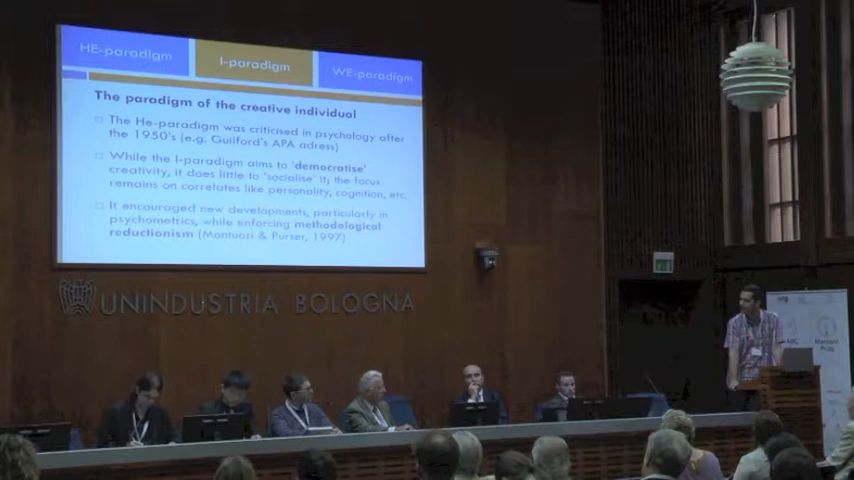 HE-paradigm
I-paradigm
WE-paradigm
The paradigm of the creative individual
The He-paradigm was criticised in psychology after
the 1950's (e.g. Guilford's APA adress)
While the I-paradigm aims to 'democratise'
creativity, it does little to 'socialise' it; the focus
remains on correlates like personality, cognition, etc.
It encouraged new developments, particularly in
psychometrics, while enforcing methodological
reductionism (Montuori & Purser, 1997)
UNINDUSTRIA BOLOGNA
Marconi
Prize